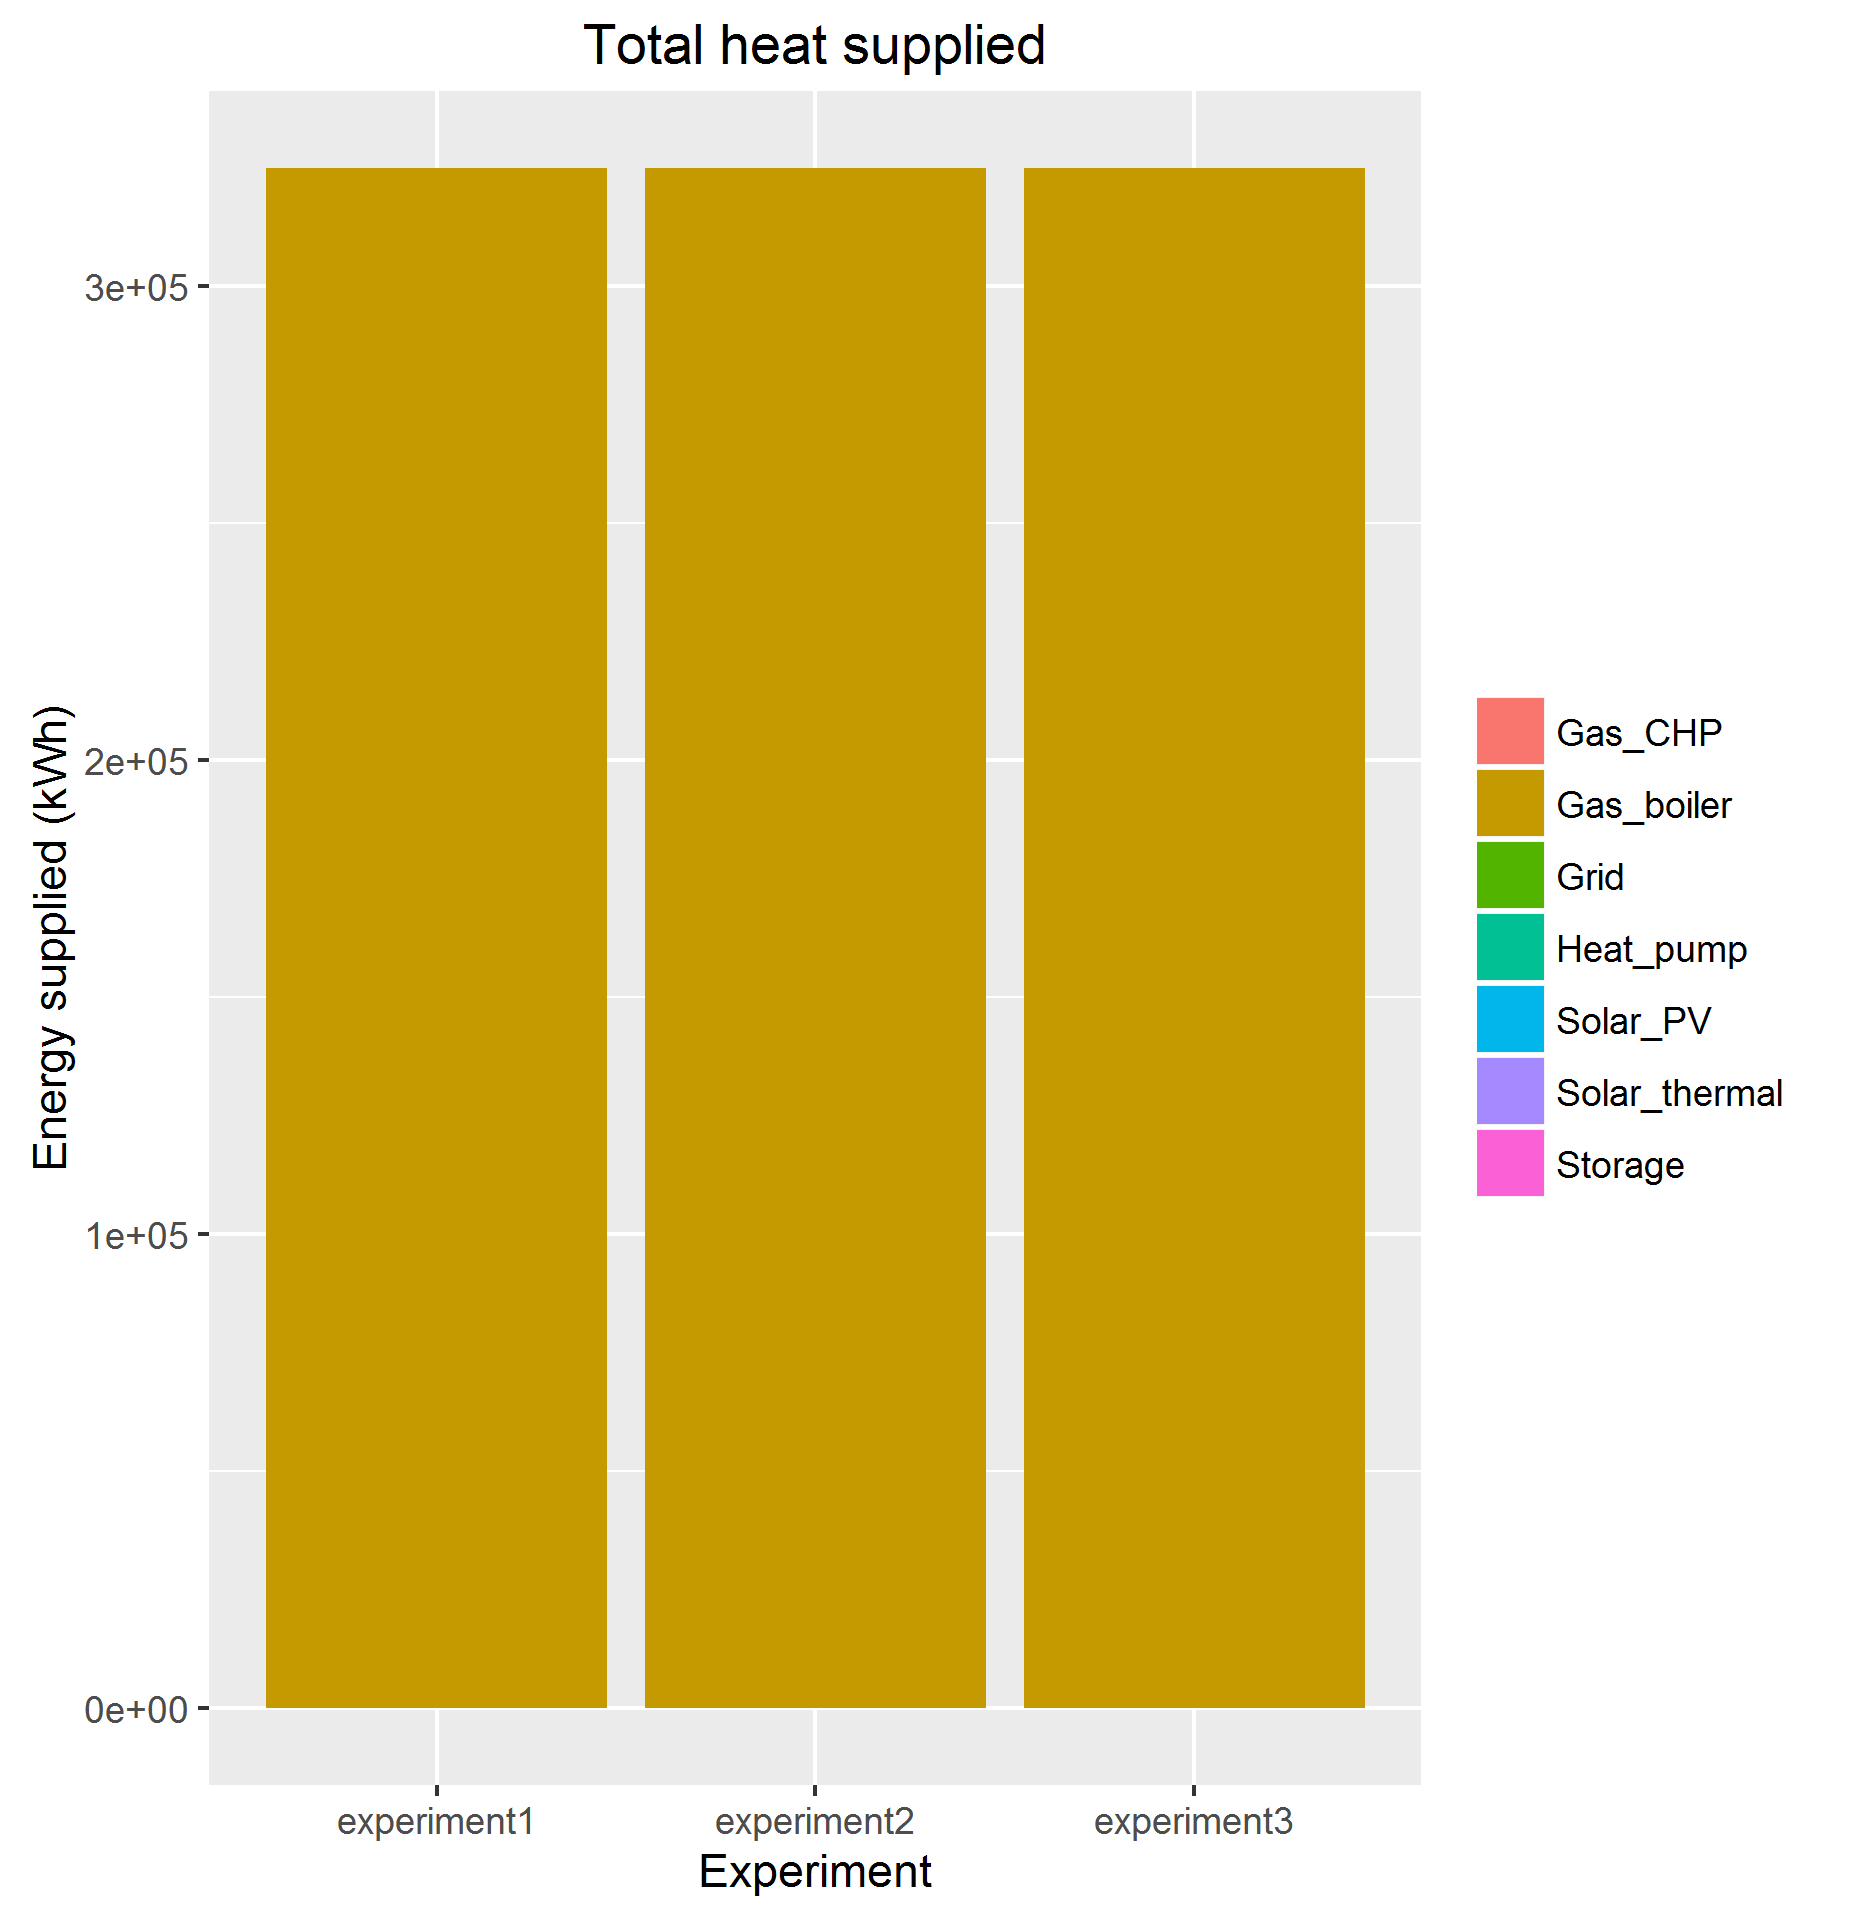 Total heat supplied
Energy supplied (kWh)
3e+05
2e+05
1e+05
0e+00
experiment1
experiment2
experiment3
Experiment
Gas_CHP
Gas_boiler
Grid
Heat_pump
Solar_PV
Solar_thermal
Storage